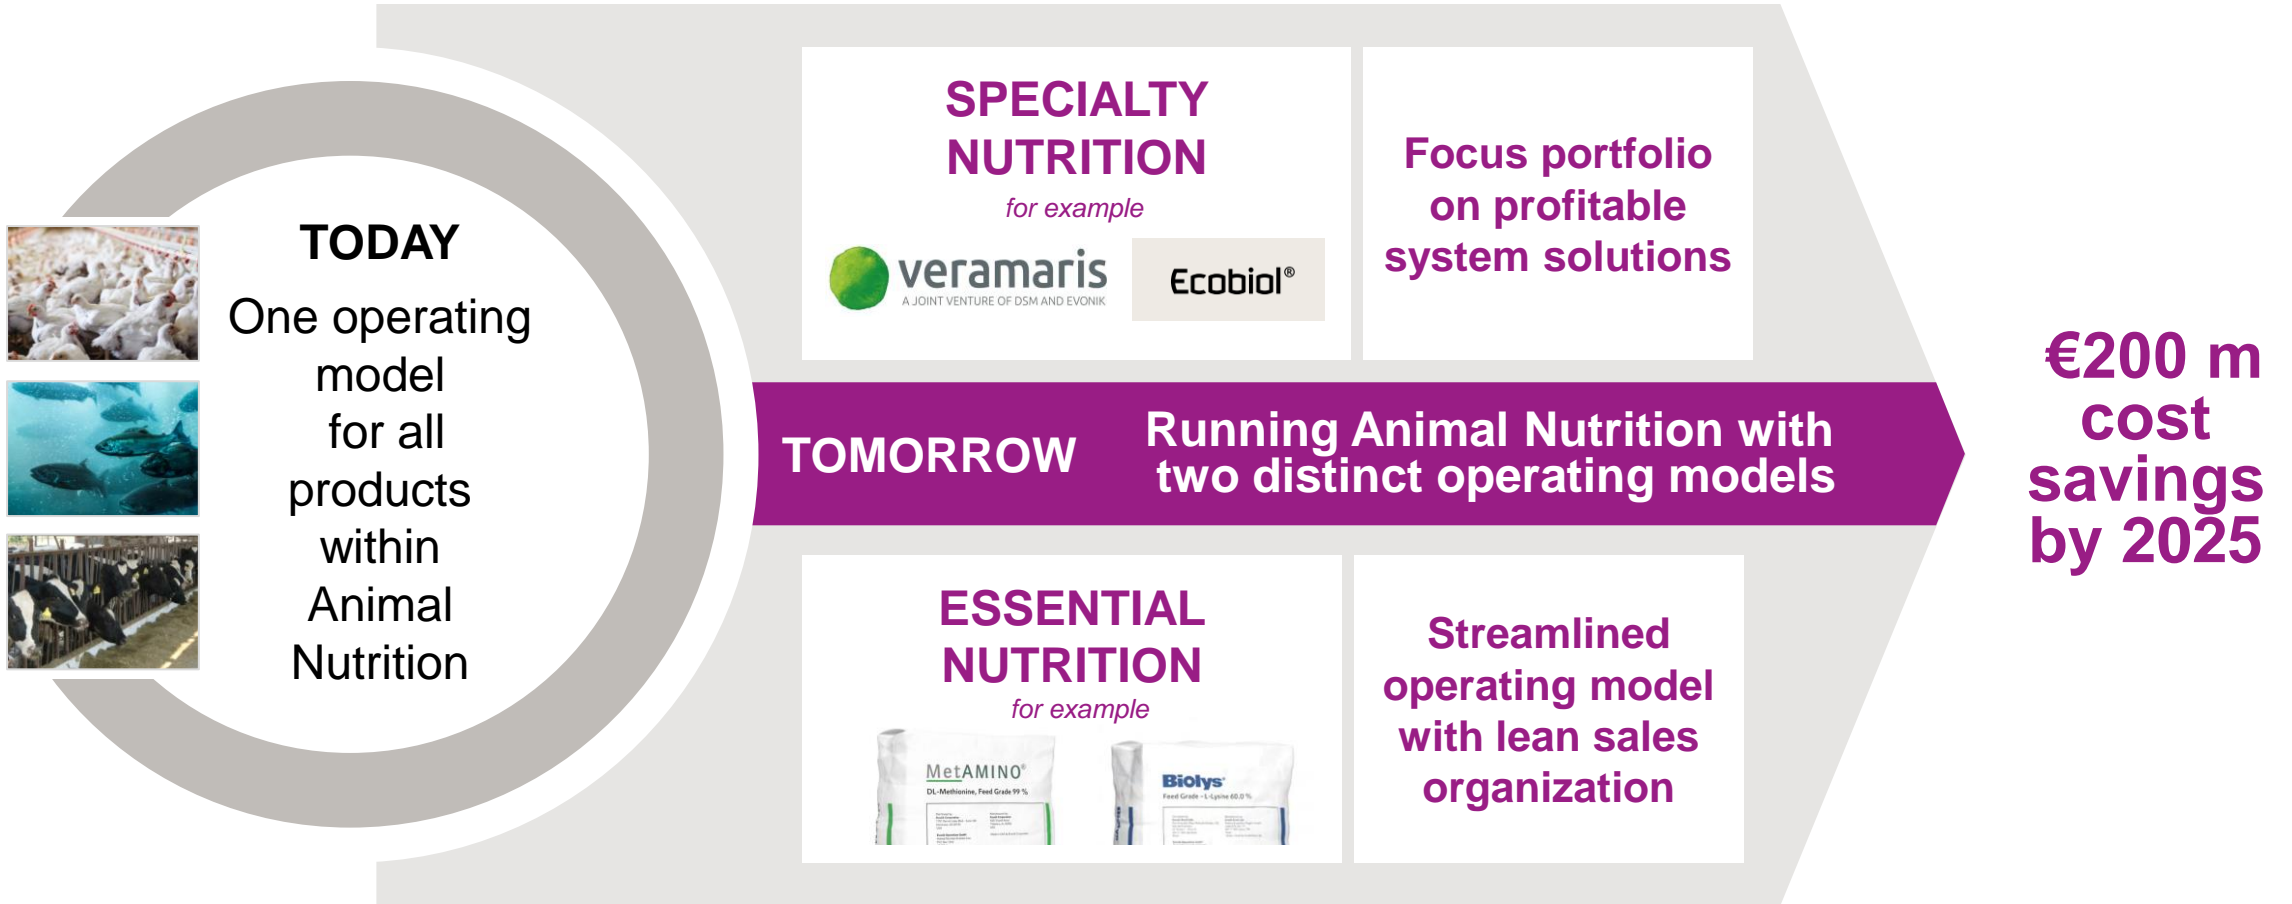 TODAY
One operating
model
for all
products
within
Animal
Nutrition
SPECIALTY
NUTRITION
for example
veramaris
A JOINT VENTURE OF DSM AND EVONIK
Ecobiol®
Focus portfolio
on profitable
system solutions
TOMORROW
Running Animal Nutrition with
two distinct operating models
ESSENTIAL
NUTRITION
for example
MetAMINO®
DL-Methionine, Feed Grade 99 %
Biolys®
Feed Grade - L-Lysine 60.0 %
Streamlined
operating model
with lean sales
organization
€200 m
cost
savings
by 2025